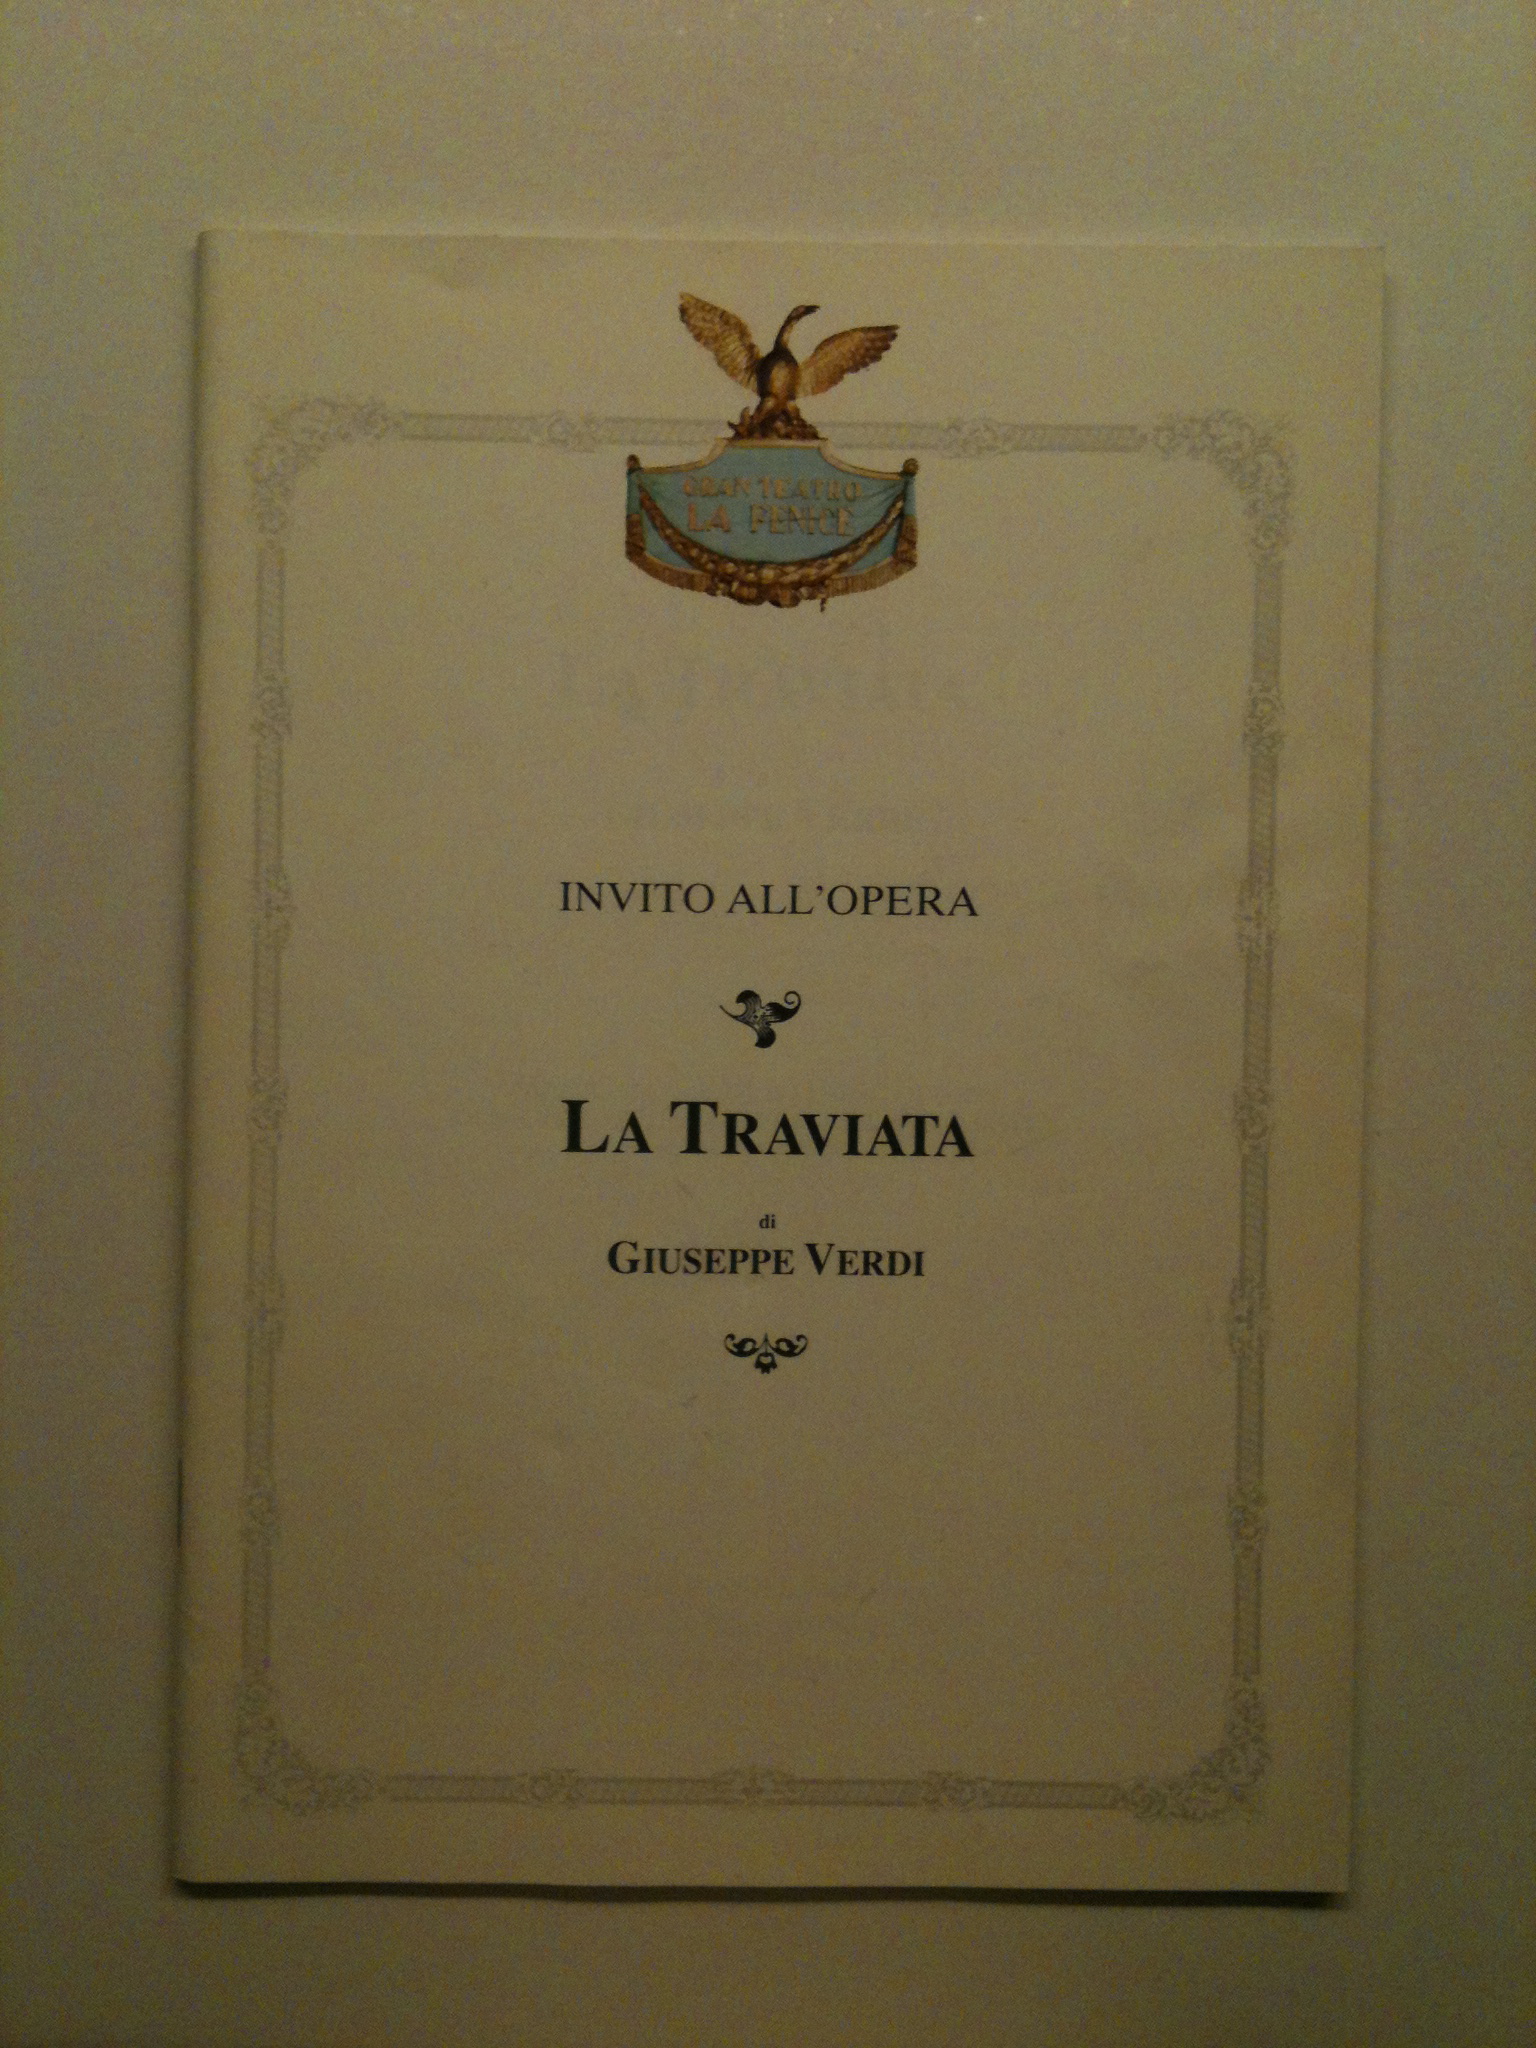 GRAN TEATRO
LA FENICE
INVITO ALL'OPERA
LA TRAVIATA
di
GIUSEPPE VERDI